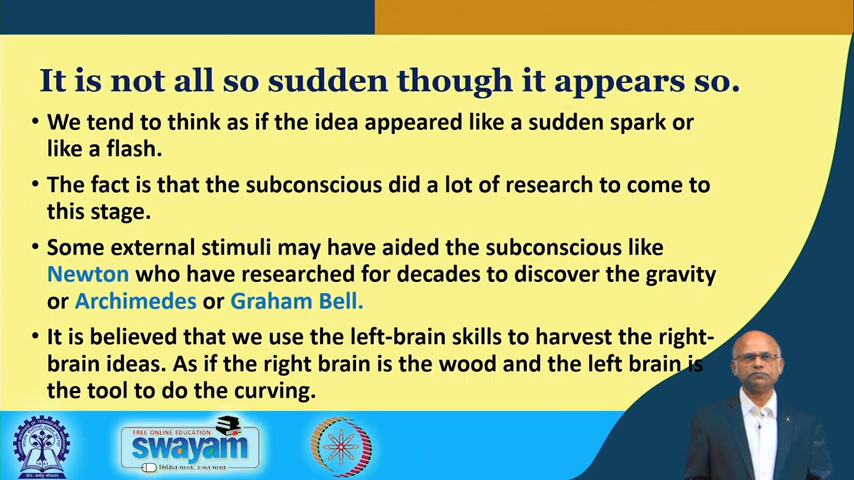 It is not all so sudden though it appears so.
• We tend to think as if the idea appeared like a sudden spark or
like a flash.
• The fact is that the subconscious did a lot of research to come to
this stage.
• Some external stimuli may have aided the subconscious like
Newton who have researched for decades to discover the gravity
or Archimedes or Graham Bell.
• It is believed that we use the left-brain skills to harvest the right-
brain ideas. As if the right brain is the wood and the left brain is
the tool to do the curving.
FREE ONLINE EDUCATION
swayam